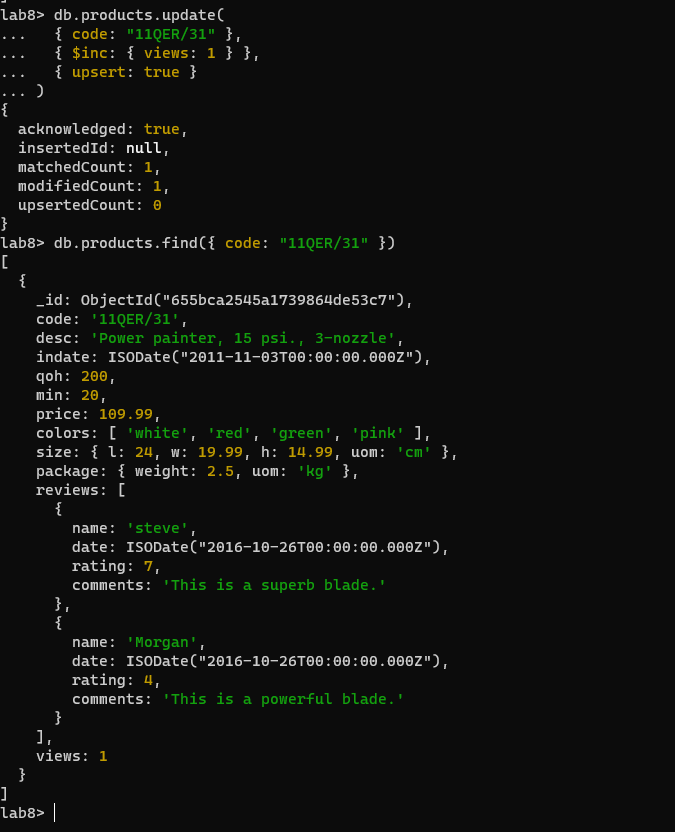 lab8> db.products.update(
...   { code: "11QER/31" },
...   { $inc: { views: 1 } },
...   { upsert: true }
... )
{
  acknowledged: true,
  insertedId: null,
  matchedCount: 1,
  modifiedCount: 1,
  upsertedCount: 0
}
lab8> db.products.find({ code: "11QER/31" })
[
  {
    _id: ObjectId("655bca2545a1739864de53c7"),
    code: '11QER/31',
    desc: 'Power painter, 15 psi., 3-nozzle',
    indate: ISODate("2011-11-03T00:00:00.000Z"),
    qoh: 200,
    min: 20,
    price: 109.99,
    colors: [ 'white', 'red', 'green', 'pink' ],
    size: { l: 24, w: 19.99, h: 14.99, uom: 'cm' },
    package: { weight: 2.5, uom: 'kg' },
    reviews: [
      {
        name: 'steve',
        date: ISODate("2016-10-26T00:00:00.000Z"),
        rating: 7,
        comments: 'This is a superb blade.'
      },
      {
        name: 'Morgan',
        date: ISODate("2016-10-26T00:00:00.000Z"),
        rating: 4,
        comments: 'This is a powerful blade.'
      }
    ],
    views: 1
  }
]
lab8>